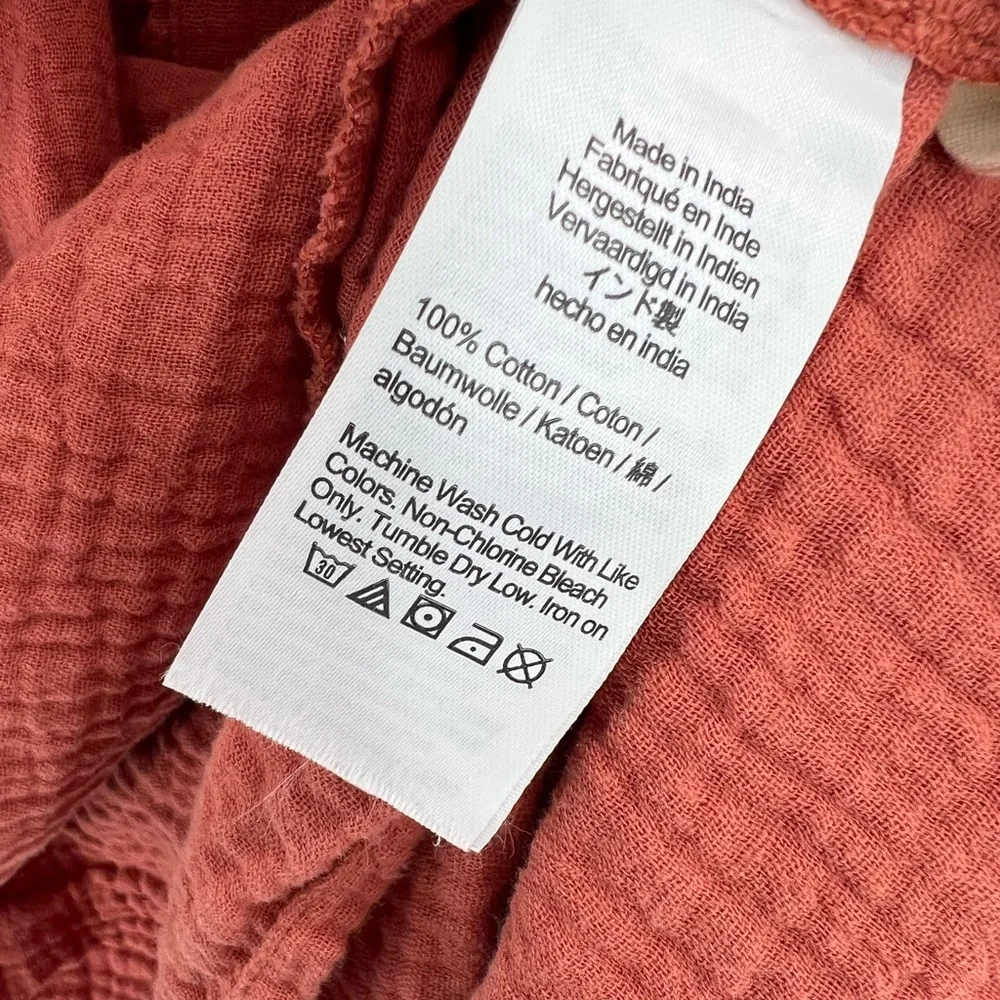 Made in India
Fabriqué en Inde
Hergestellt in Indien
Vervaardigd in India
インド製
hecho en india
100% Cotton / Coton /
Baumwolle / Katoen / 綿 /
algodón
Machine Wash Cold With Like
Colors. Non-Chlorine Bleach
Only. Tumble Dry Low. Iron on
Lowest Setting.
30